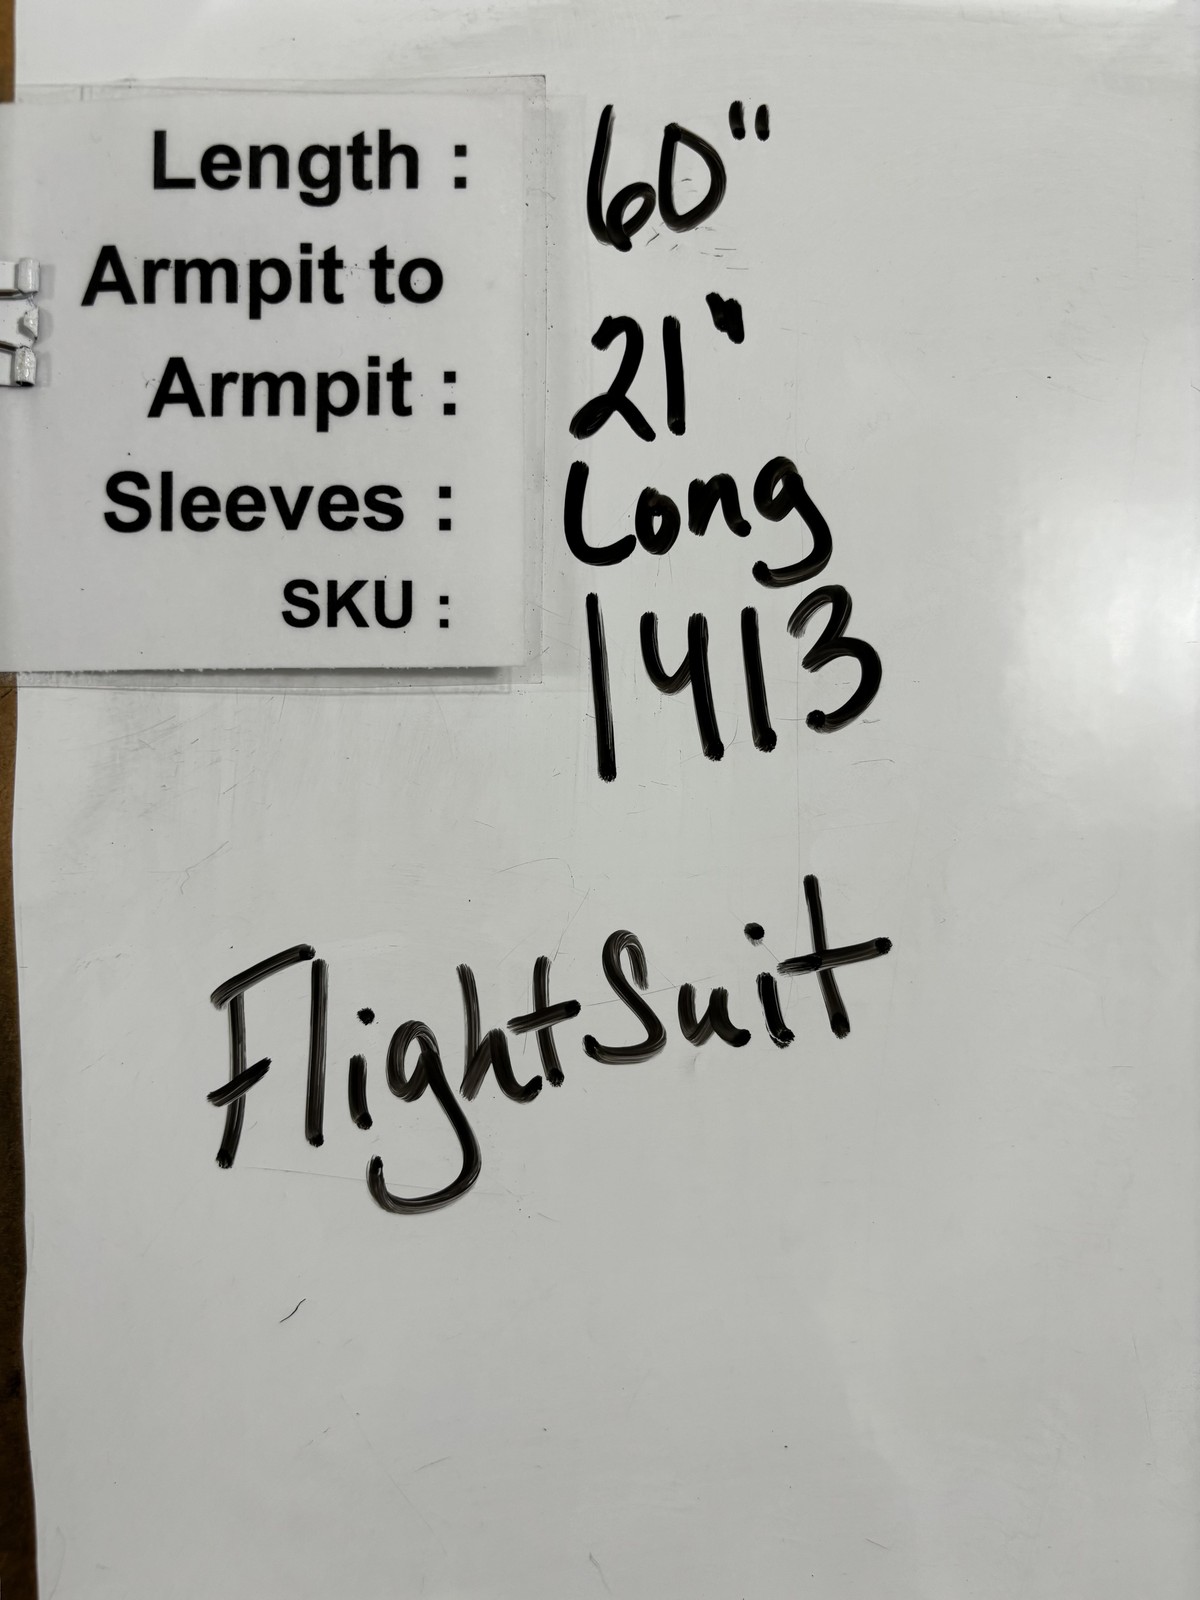 Length : 60"
Armpit to
Armpit : 21"
Sleeves : Long
SKU : 1413
FlightSuit